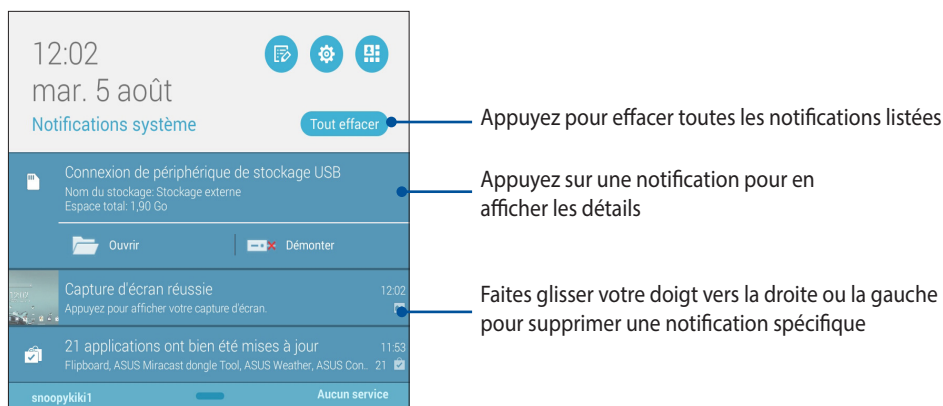 12:02
mar. 5 août
Notifications système
Tout effacer
Appuyez pour effacer toutes les notifications listées
Connexion de périphérique de stockage USB
Nom du stockage: Stockage externe
Espace total: 1,90 Go
Appuyez sur une notification pour en
afficher les détails
Ouvrir
Démonter
Capture d'écran réussie
12:02
Appuyez pour afficher votre capture d'écran.
Faites glisser votre doigt vers la droite ou la gauche
pour supprimer une notification spécifique
21 applications ont bien été mises à jour
11:53
Flipboard, ASUS Miracast dongle Tool, ASUS Weather, ASUS Con..
21
snoopykiki1
Aucun service